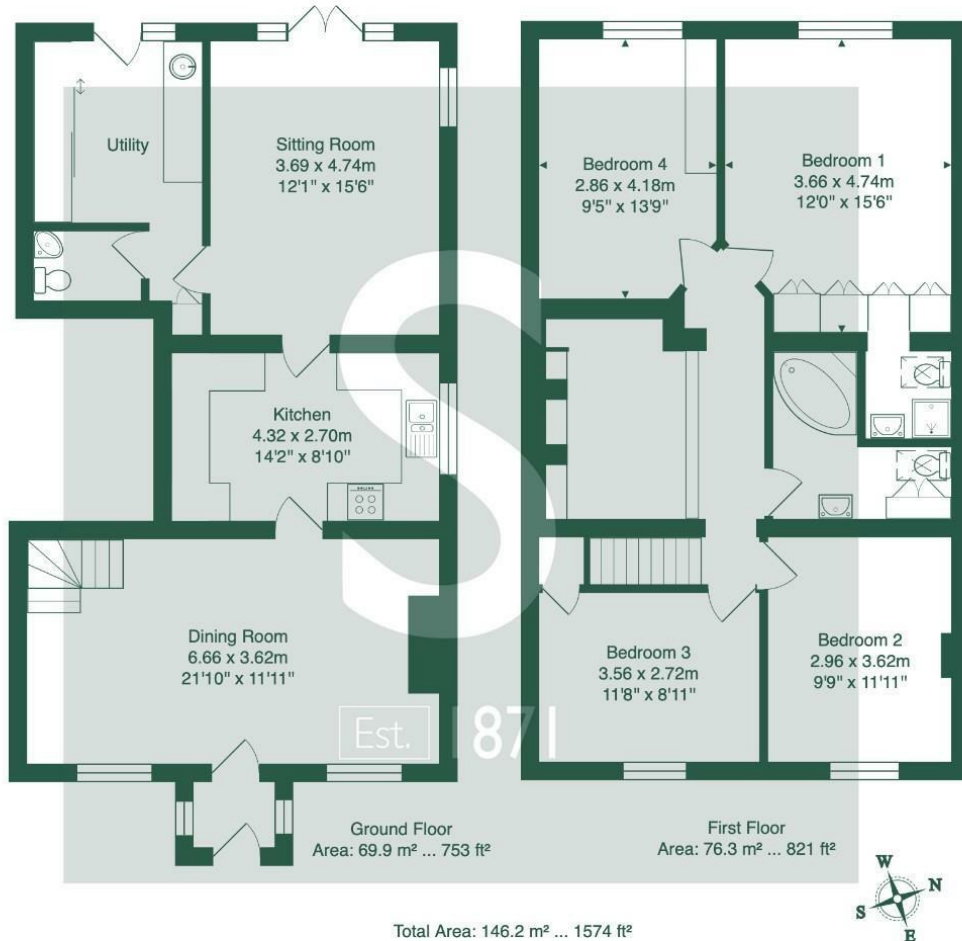 Utility
Sitting Room
3.69 x 4.74m
12'1" x 15'6"
Bedroom 4
2.86 x 4.18m
9'5" x 13'9"
Bedroom 1
3.66 x 4.74m
12'0" x 15'6"
Kitchen
4.32 x 2.70m
14'2" x 8'10"
Dining Room
6.66 x 3.62m
21'10" x 11'11"
Bedroom 3
3.56 x 2.72m
11'8" x 8'11"
Bedroom 2
2.96 x 3.62m
9'9" x 11'11"
S
Est. 1871
Ground Floor
Area: 69.9 m² ... 753 ft²
First Floor
Area: 76.3 m² ... 821 ft²
W
N
S
E
Total Area: 146.2 m² ... 1574 ft²